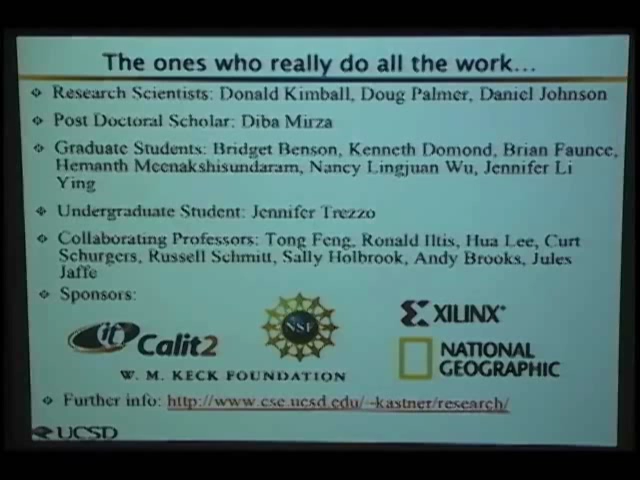 The ones who really do all the work...
Research Scientists: Donald Kimball, Doug Palmer, Daniel Johnson
Post Doctoral Scholar: Diba Mirza
Graduate Students: Bridget Benson, Kenneth Domond, Brian Faunce,
Hemanth Meenakshisundaram, Nancy Lingjuan Wu, Jennifer Li
Ying
Undergraduate Student: Jennifer Trezzo
Collaborating Professors: Tong Feng, Ronald Iltis, Hua Lee, Curt
Schurgers, Russell Schmitt, Sally Holbrook, Andy Brooks, Jules
Jaffe
Sponsors:
it Calit2
NSF
XILINX
NATIONAL
GEOGRAPHIC
W. M. KECK FOUNDATION
Further info: http://www.cse.ucsd.edu/~kastner/research/
UCSD